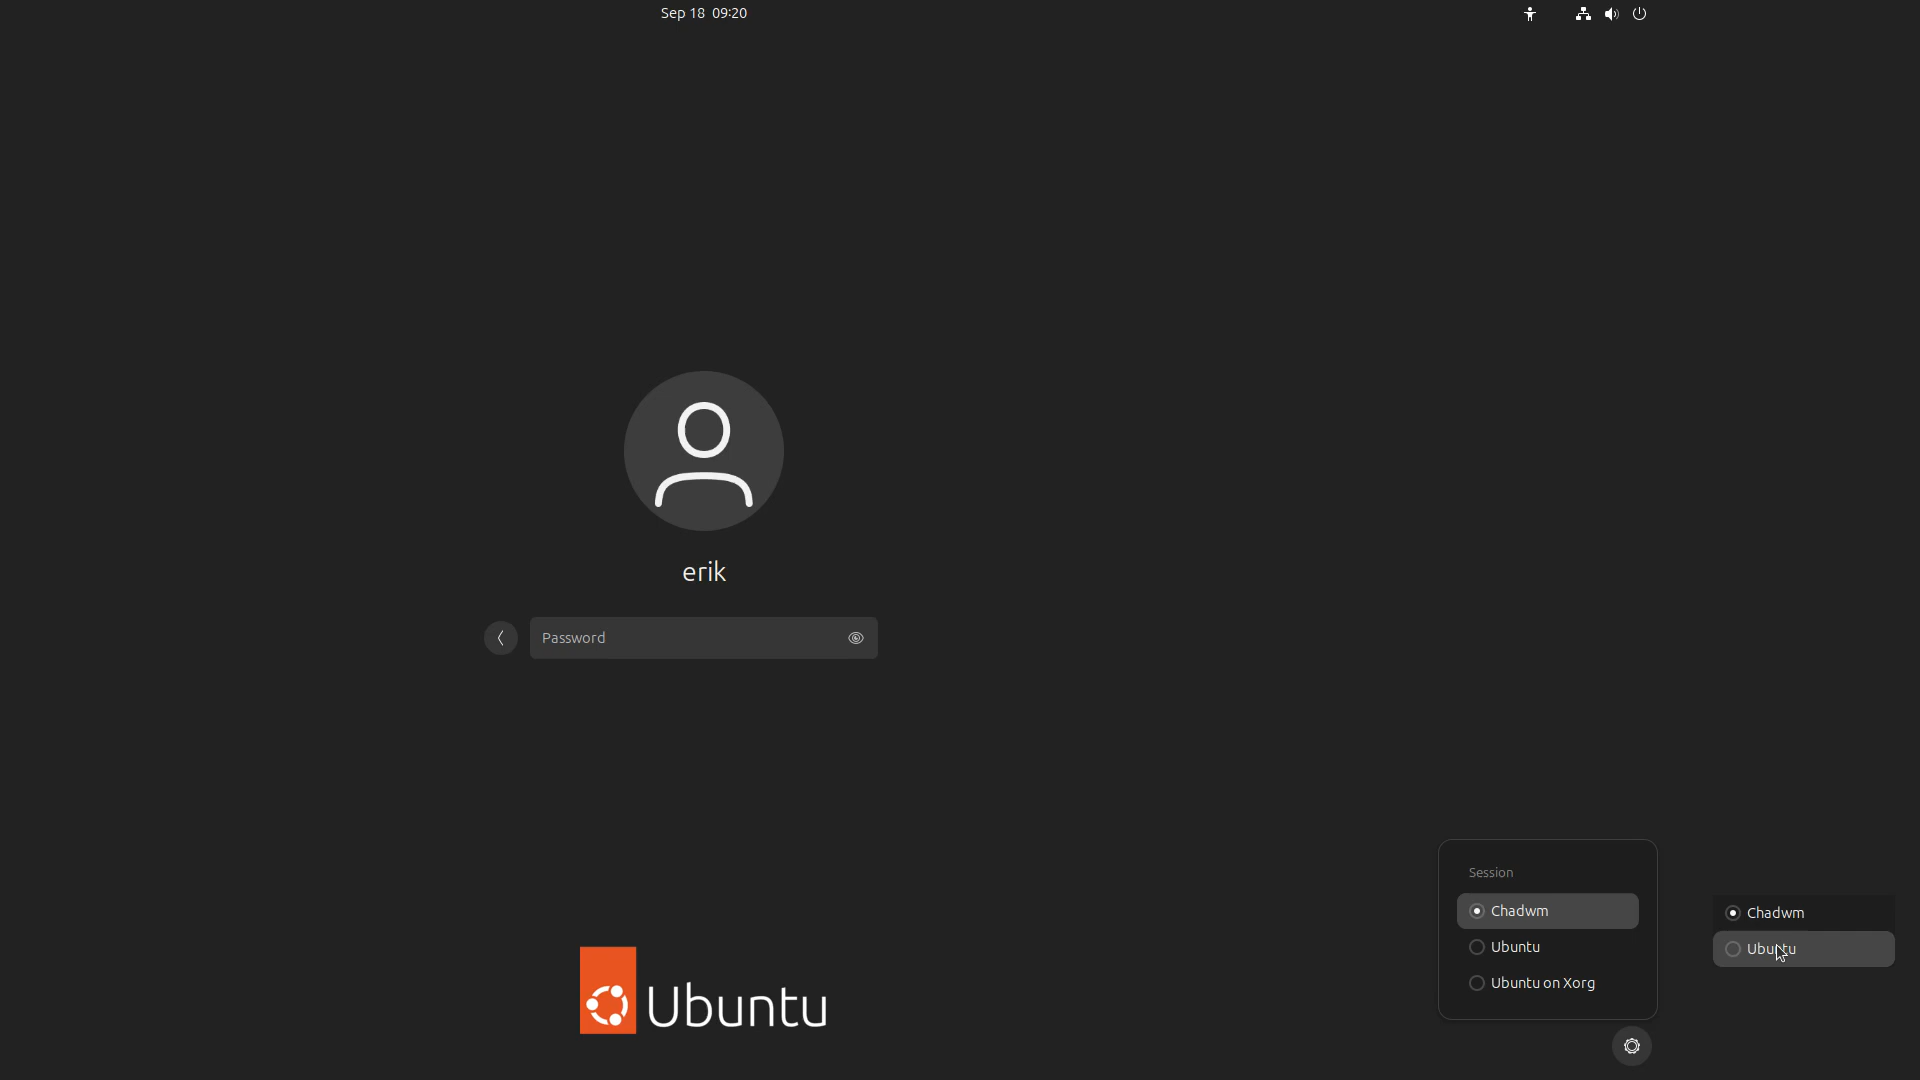 Sep 18 09:20
erik
Password
Session
Chadwm
Ubuntu
Ubuntu on Xorg
Chadwm
Ubuntu
Ubuntu